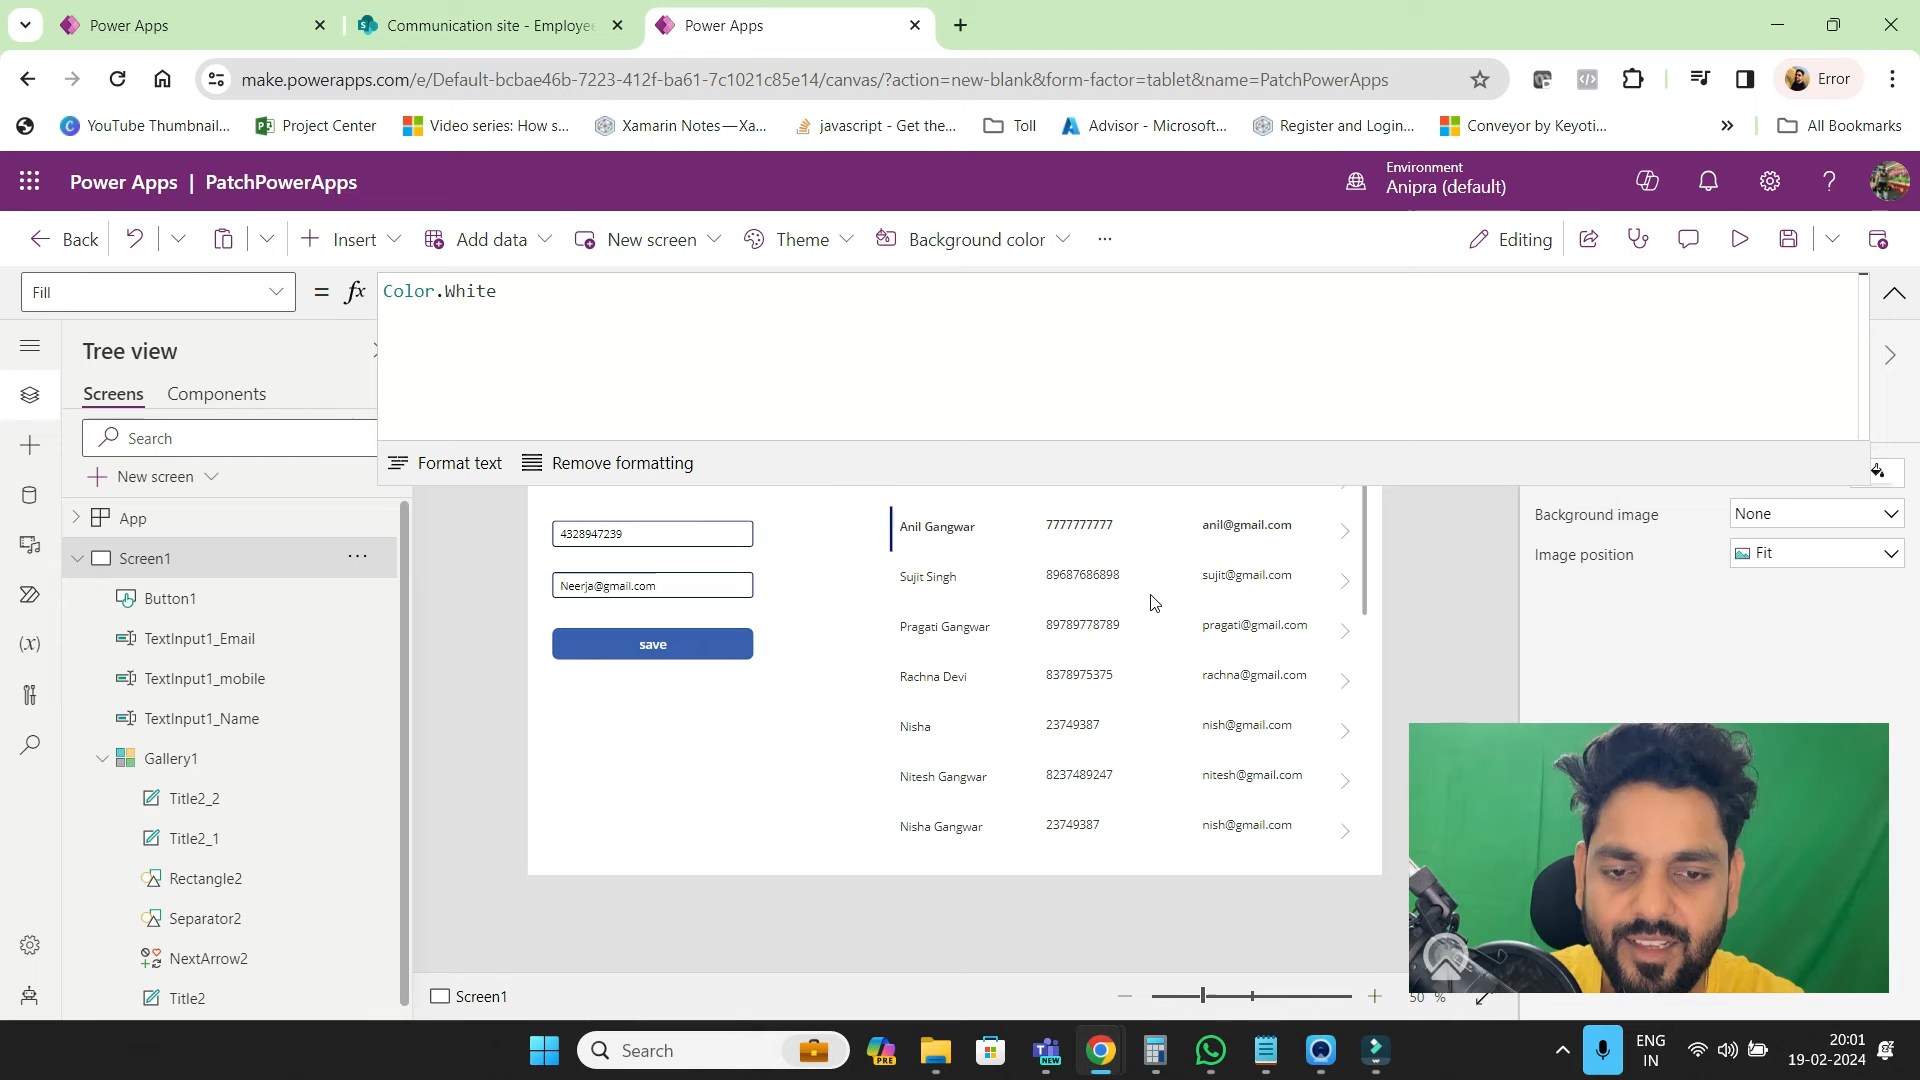 Power Apps
Communication site - Employe
Power Apps
make.powerapps.com/e/Default-bcbae46b-7223-412f-ba61-7c1021c85e14/canvas/?action=new-blank&form-factor=tablet&name=PatchPowerApps
Error
YouTube Thumbnail...
Project Center
Video series: How s...
Xamarin Notes—Xa...
javascript - Get the...
Toll
Advisor - Microsoft...
Register and Login...
Conveyor by Keyoti...
All Bookmarks
Power Apps | PatchPowerApps
Environment
Anipra (default)
Back
Insert
Add data
New screen
Theme
Background color
Editing
Fill
= fx
Color.White
Tree view
Screens
Components
Search
New screen
Format text
Remove formatting
App
Screen1
Button1
TextInput1_Email
TextInput1_mobile
TextInput1_Name
Gallery1
Title2_2
Title2_1
Rectangle2
Separator2
NextArrow2
Title2
4328947239
Neerja@gmail.com
save
Anil Gangwar 7777777777 anil@gmail.com
Sujit Singh 89687686898 sujit@gmail.com
Pragati Gangwar 89789778789 pragati@gmail.com
Rachna Devi 8378975375 rachna@gmail.com
Nisha 23749387 nish@gmail.com
Nitesh Gangwar 8237489247 nitesh@gmail.com
Nisha Gangwar 23749387 nish@gmail.com
Background image
None
Image position
Fit
Screen1
50 %
Search
PRE
NEW
ENG
IN
20:01
19-02-2024